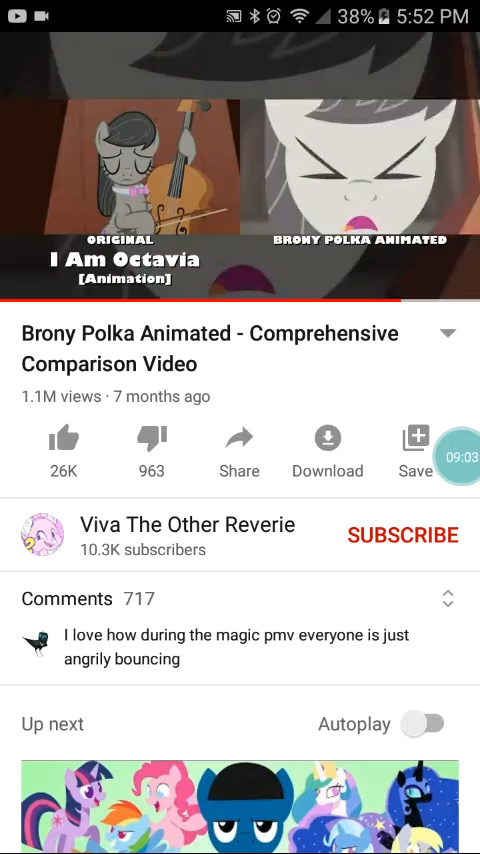 38% 5:52 PM
ORIGINAL
I Am Octavia
[Animation]
BRONY POLKA ANIMATED
Brony Polka Animated - Comprehensive
Comparison Video
1.1M views · 7 months ago
26K 963 Share Download Save
09:03
Viva The Other Reverie
10.3K subscribers
SUBSCRIBE
Comments 717
I love how during the magic pmv everyone is just
angrily bouncing
Up next Autoplay